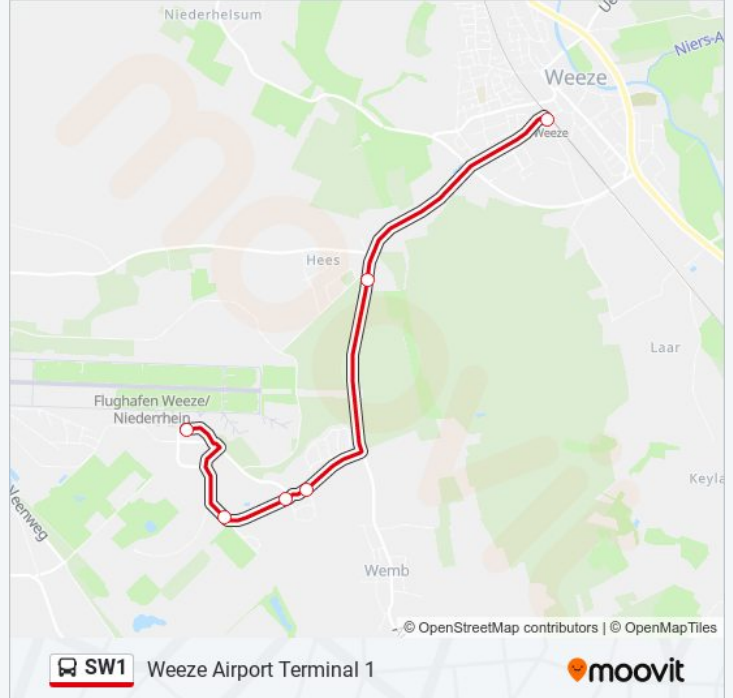 Niederhelsum
Ue
Niers-A
Weeze
Weeze
Hees
Laar
Flughafen Weeze/
Niederrhein
Keyla
Veenweg
Wemb
© OpenStreetMap contributors | © OpenMapTiles
SW1 Weeze Airport Terminal 1
moovit